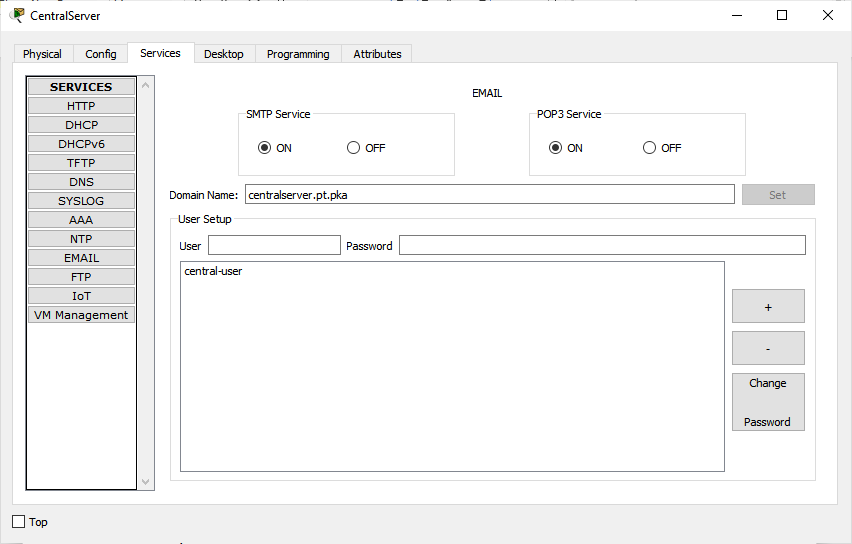 CentralServer
Physical Config Services Desktop Programming Attributes
SERVICES
HTTP
DHCP
DHCPv6
TFTP
DNS
SYSLOG
AAA
NTP
EMAIL
FTP
IoT
VM Management
EMAIL
SMTP Service
ON OFF
POP3 Service
ON OFF
Domain Name: centralserver.pt.pka Set
User Setup
User Password
central-user
+
-
Change
Password
Top